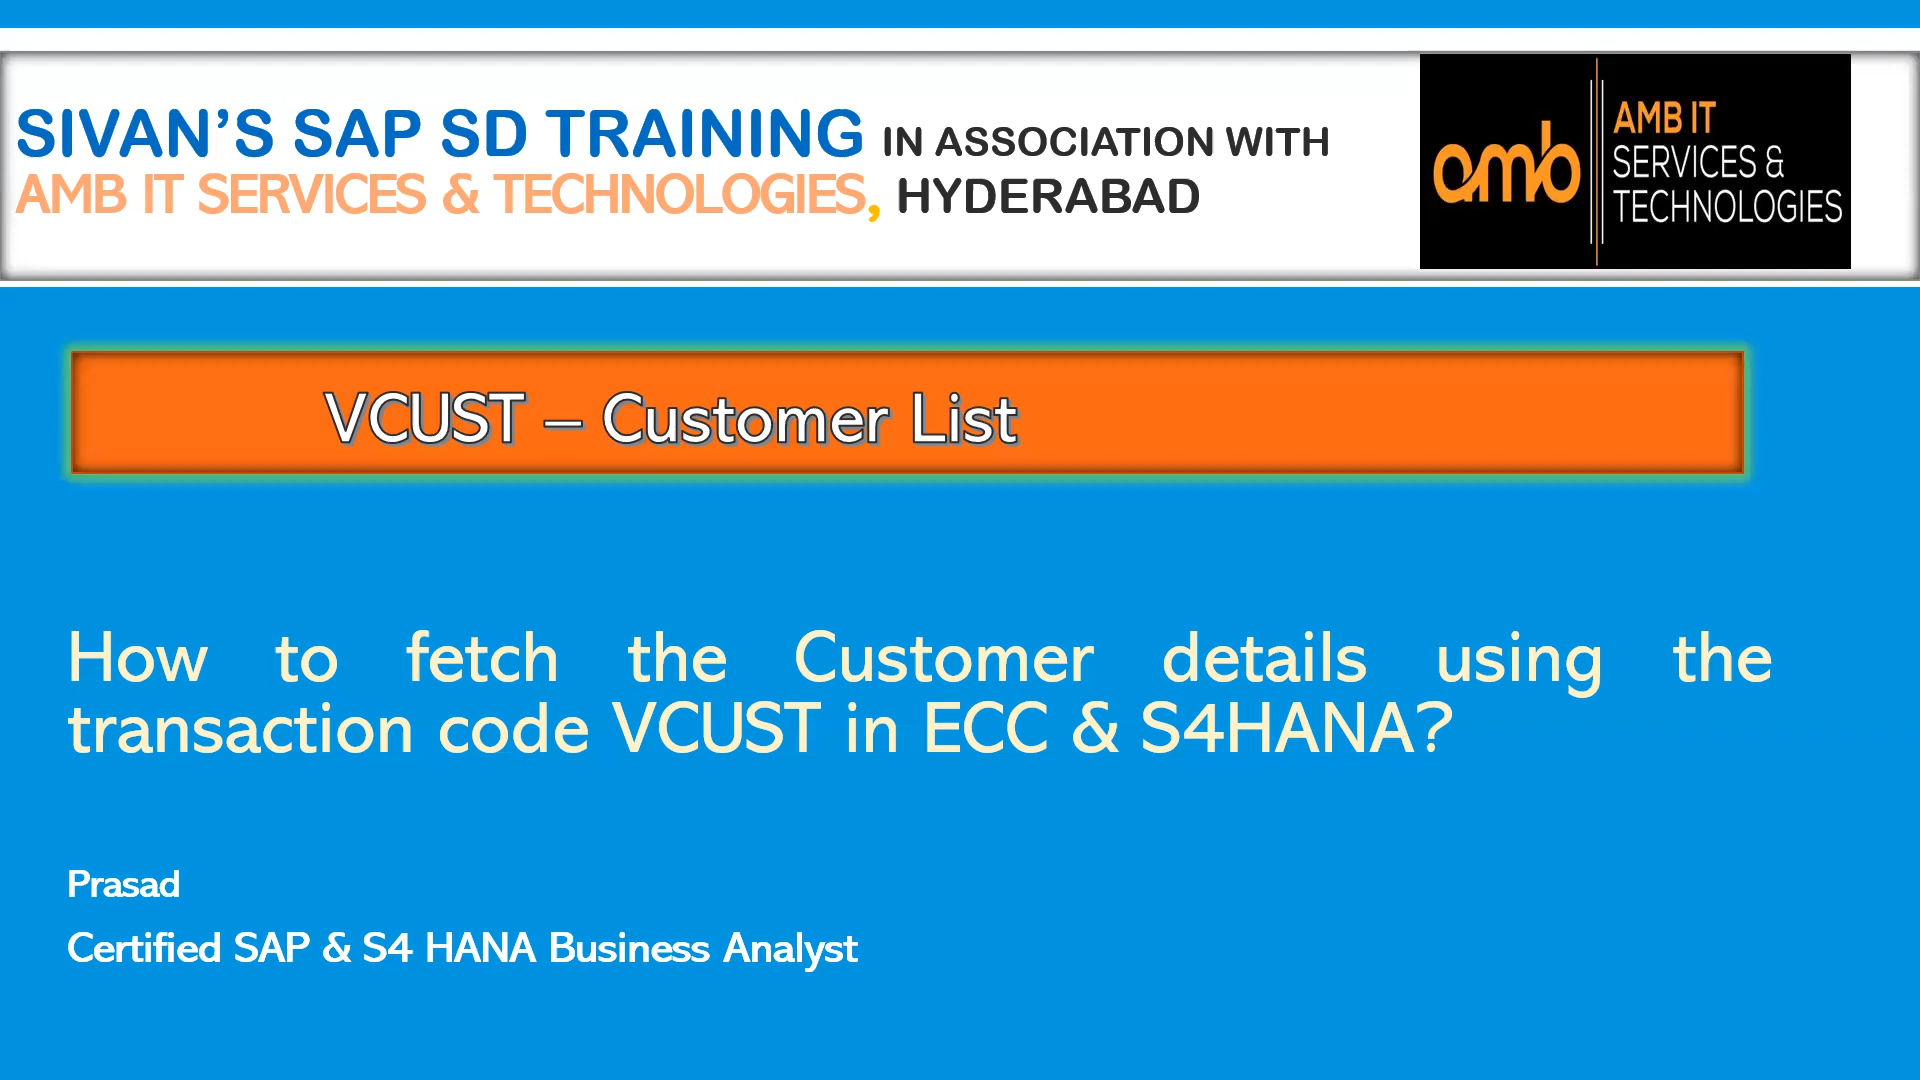 SIVAN’S SAP SD TRAINING IN ASSOCIATION WITH
AMB IT SERVICES & TECHNOLOGIES, HYDERABAD
amb
AMB IT
SERVICES &
TECHNOLOGIES
VCUST – Customer List
How to fetch the Customer details using the
transaction code VCUST in ECC & S4HANA?
Prasad
Certified SAP & S4 HANA Business Analyst